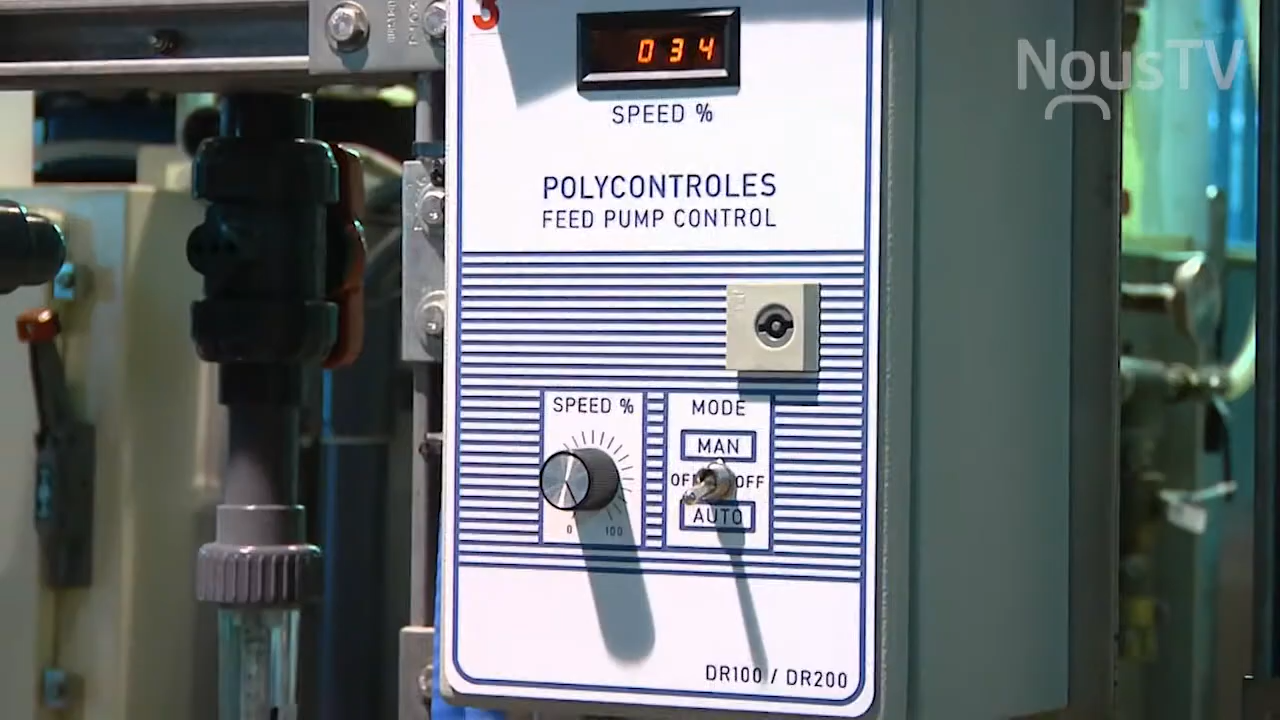 3
034
NousTV
SPEED %
POLYCONTROLES
FEED PUMP CONTROL
SPEED %
MODE
MAN
OFF OFF
AUTO
0 100
DR100 / DR200